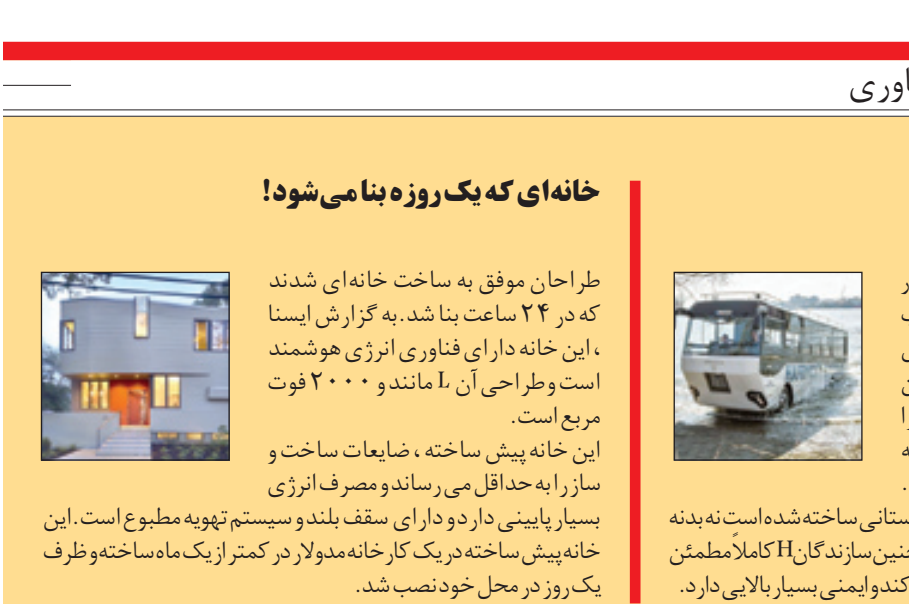 اوری
ر
ا
ه
.
ستانی ساخته شده است نه بدنه
نین سازندگان H کاملاً مطمئن
کند و ایمنی بسیار بالایی دارد.
خانه‌ای که یک روزه بنا می‌شود!
طراحان موفق به ساخت خانه‌ای شدند
که در ۲۴ ساعت بنا شد. به گزارش ایسنا
، این خانه دارای فناوری انرژی هوشمند
است و طراحی آن L مانند و ۲۰۰۰ فوت
مربع است.
این خانه پیش ساخته ، ضایعات ساخت و
ساز را به حداقل می رساند و مصرف انرژی
بسیار پایینی دارد و دارای سقف بلند و سیستم تهویه مطبوع است. این
خانه پیش ساخته در یک کارخانه مدولار در کمتر از یک ماه ساخته و ظرف
یک روز در محل خود نصب شد.